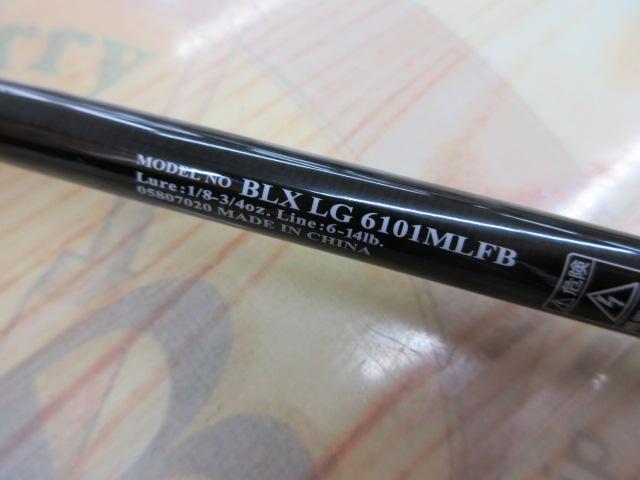 MODEL NO BLX LG 6101MLFB
Lure:1/8-3/4oz. Line:6-14lb.
05807020 MADE IN CHINA
危険